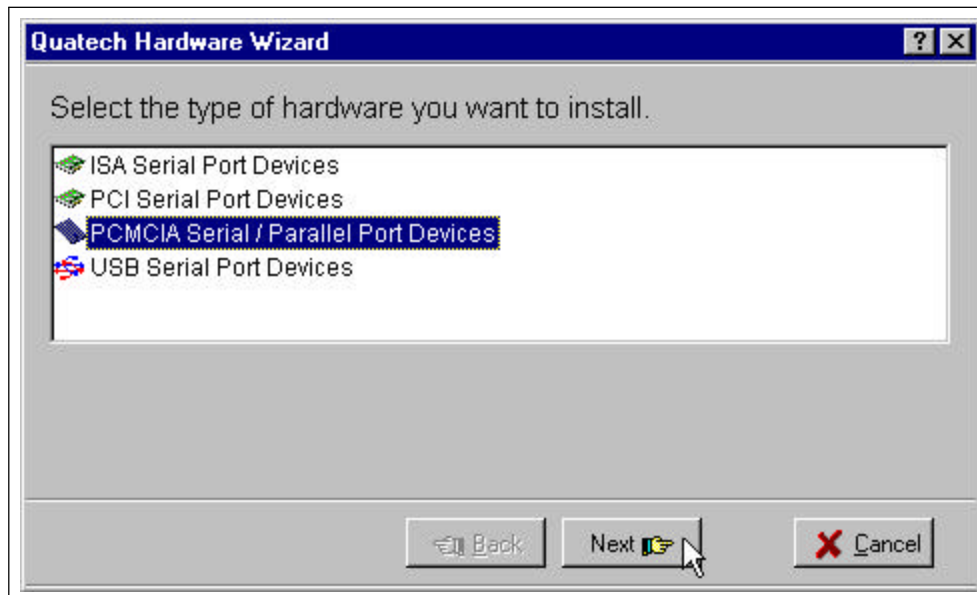 Quatech Hardware Wizard
Select the type of hardware you want to install.
ISA Serial Port Devices
PCI Serial Port Devices
PCMCIA Serial / Parallel Port Devices
USB Serial Port Devices
Back
Next
Cancel